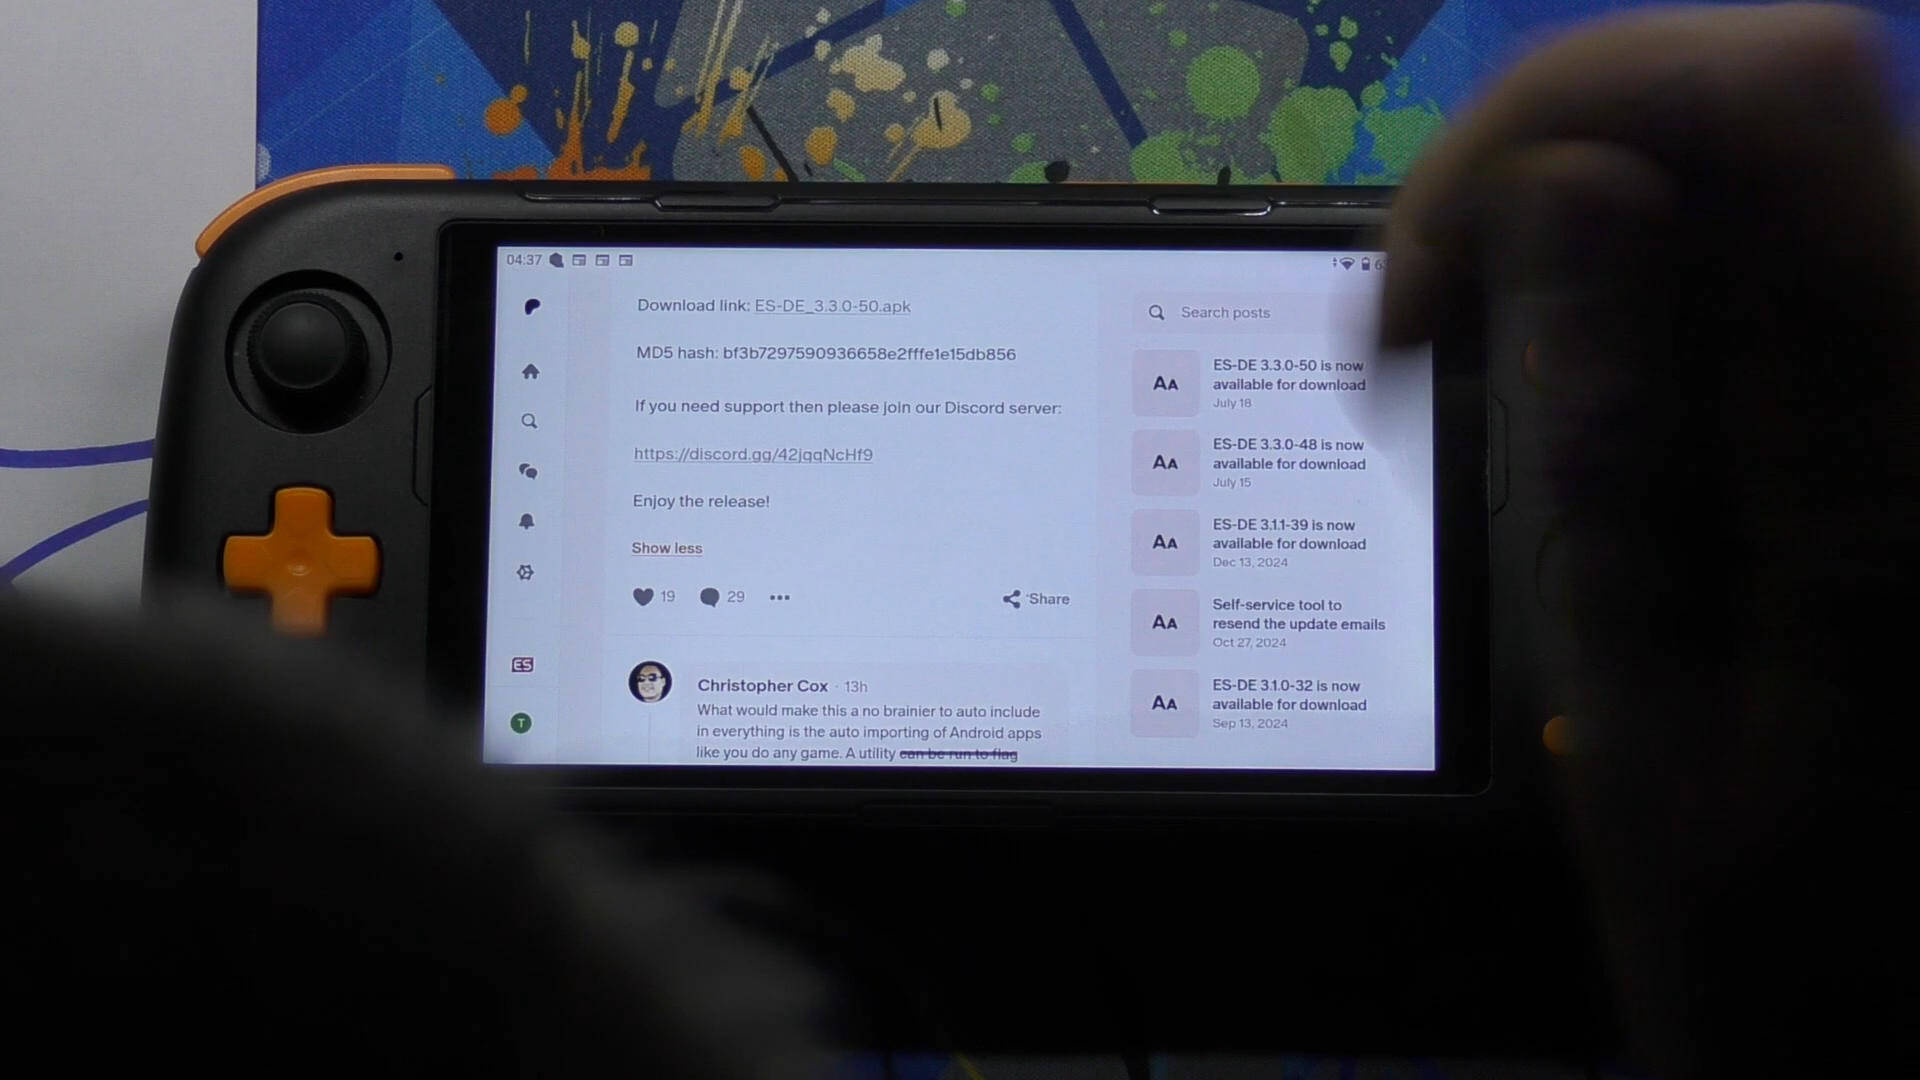 04:37
Download link: ES-DE_3.3.0-50.apk
MD5 hash: bf3b7297590936658e2fffe1e15db856
If you need support then please join our Discord server:
https://discord.gg/42jqqNcHf9
Enjoy the release!
Show less
19
29
Share
Christopher Cox · 13h
What would make this a no brainier to auto include
in everything is the auto importing of Android apps
like you do any game. A utility can be run to flag
ES
T
Search posts
AA
ES-DE 3.3.0-50 is now
available for download
July 18
AA
ES-DE 3.3.0-48 is now
available for download
July 15
AA
ES-DE 3.1.1-39 is now
available for download
Dec 13, 2024
AA
Self-service tool to
resend the update emails
Oct 27, 2024
AA
ES-DE 3.1.0-32 is now
available for download
Sep 13, 2024